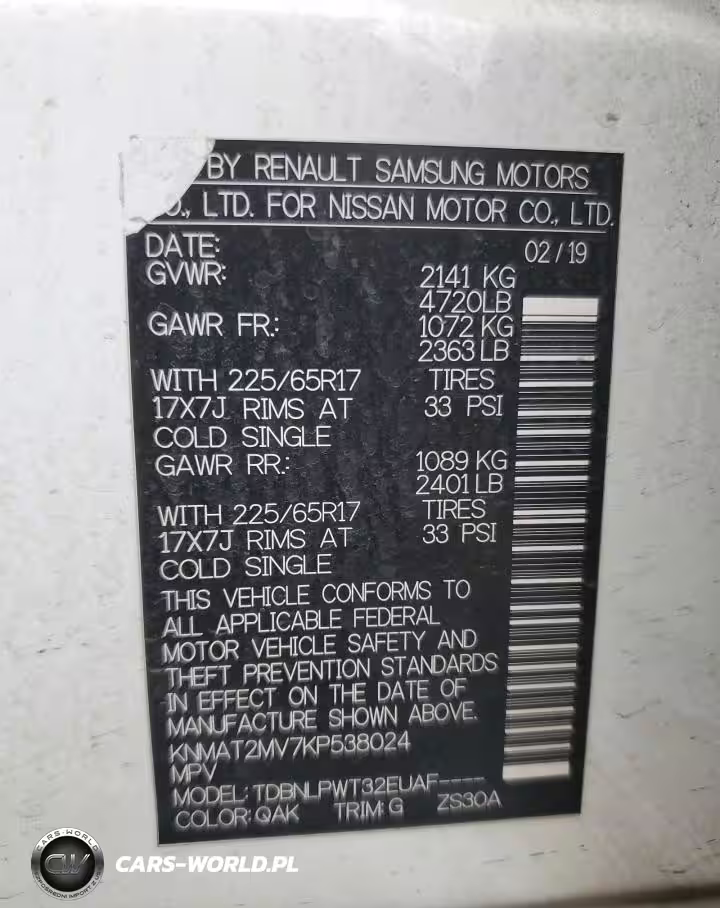 BY RENAULT SAMSUNG MOTORS
O., LTD. FOR NISSAN MOTOR CO., LTD.
DATE: 02/19
GVWR: 2141 KG
4720LB
GAWR FR.: 1072 KG
2363 LB
WITH 225/65R17 TIRES
17X7J RIMS AT 33 PSI
COLD SINGLE
GAWR RR.: 1089 KG
2401 LB
WITH 225/65R17 TIRES
17X7J RIMS AT 33 PSI
COLD SINGLE
THIS VEHICLE CONFORMS TO
ALL APPLICABLE FEDERAL
MOTOR VEHICLE SAFETY AND
THEFT PREVENTION STANDARDS
IN EFFECT ON THE DATE OF
MANUFACTURE SHOWN ABOVE.
KNMAT2MV7KP538024
MPV
MODEL: TDBNLPWT32EUAF----
COLOR: QAK TRIM: G ZS30A
CARS-WORLD
CW
CARS-WORLD.PL